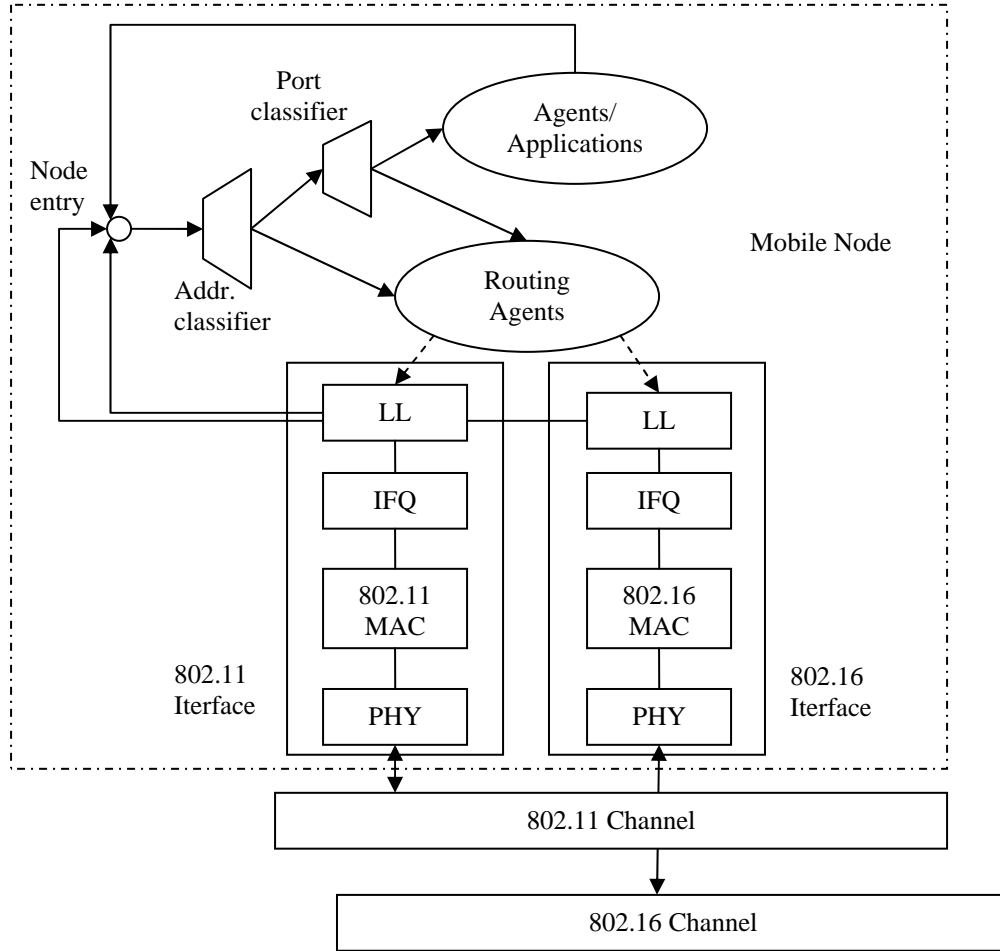 Port
classifier
Agents/
Applications
Node
entry
Mobile Node
Addr.
classifier
Routing
Agents
LL
LL
IFQ
IFQ
802.11
MAC
802.16
MAC
802.11
Iterface
802.16
Iterface
PHY
PHY
802.11 Channel
802.16 Channel